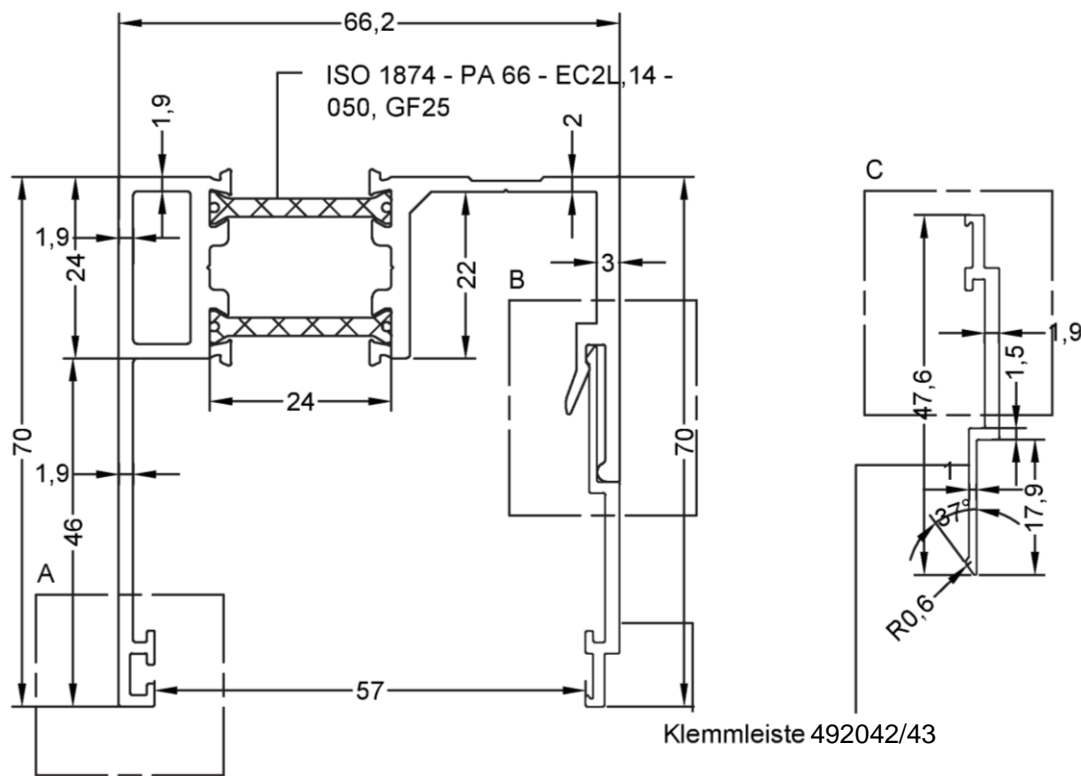 66,2
ISO 1874 - PA 66 - EC2L,14 -
050, GF25
1,9
2
C
1,9
24
22
3
B
24
70
1,9
46
A
57
70
47,6
1,9
1,5
1
37°
17,9
R0,6
Klemmleiste 492042/43